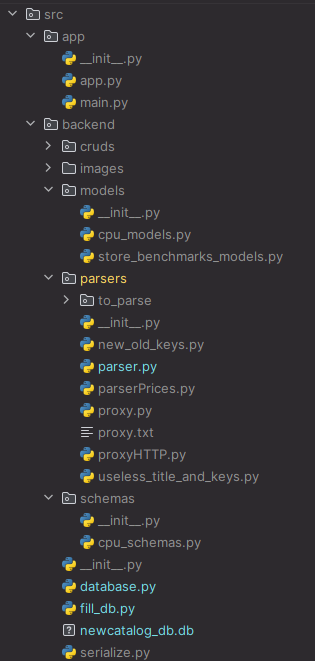 src
app
__init__.py
app.py
main.py
backend
cruds
images
models
__init__.py
cpu_models.py
store_benchmarks_models.py
parsers
to_parse
__init__.py
new_old_keys.py
parser.py
parserPrices.py
proxy.py
proxy.txt
proxyHTTP.py
useless_title_and_keys.py
schemas
__init__.py
cpu_schemas.py
__init__.py
database.py
fill_db.py
newcatalog_db.db
serialize.py